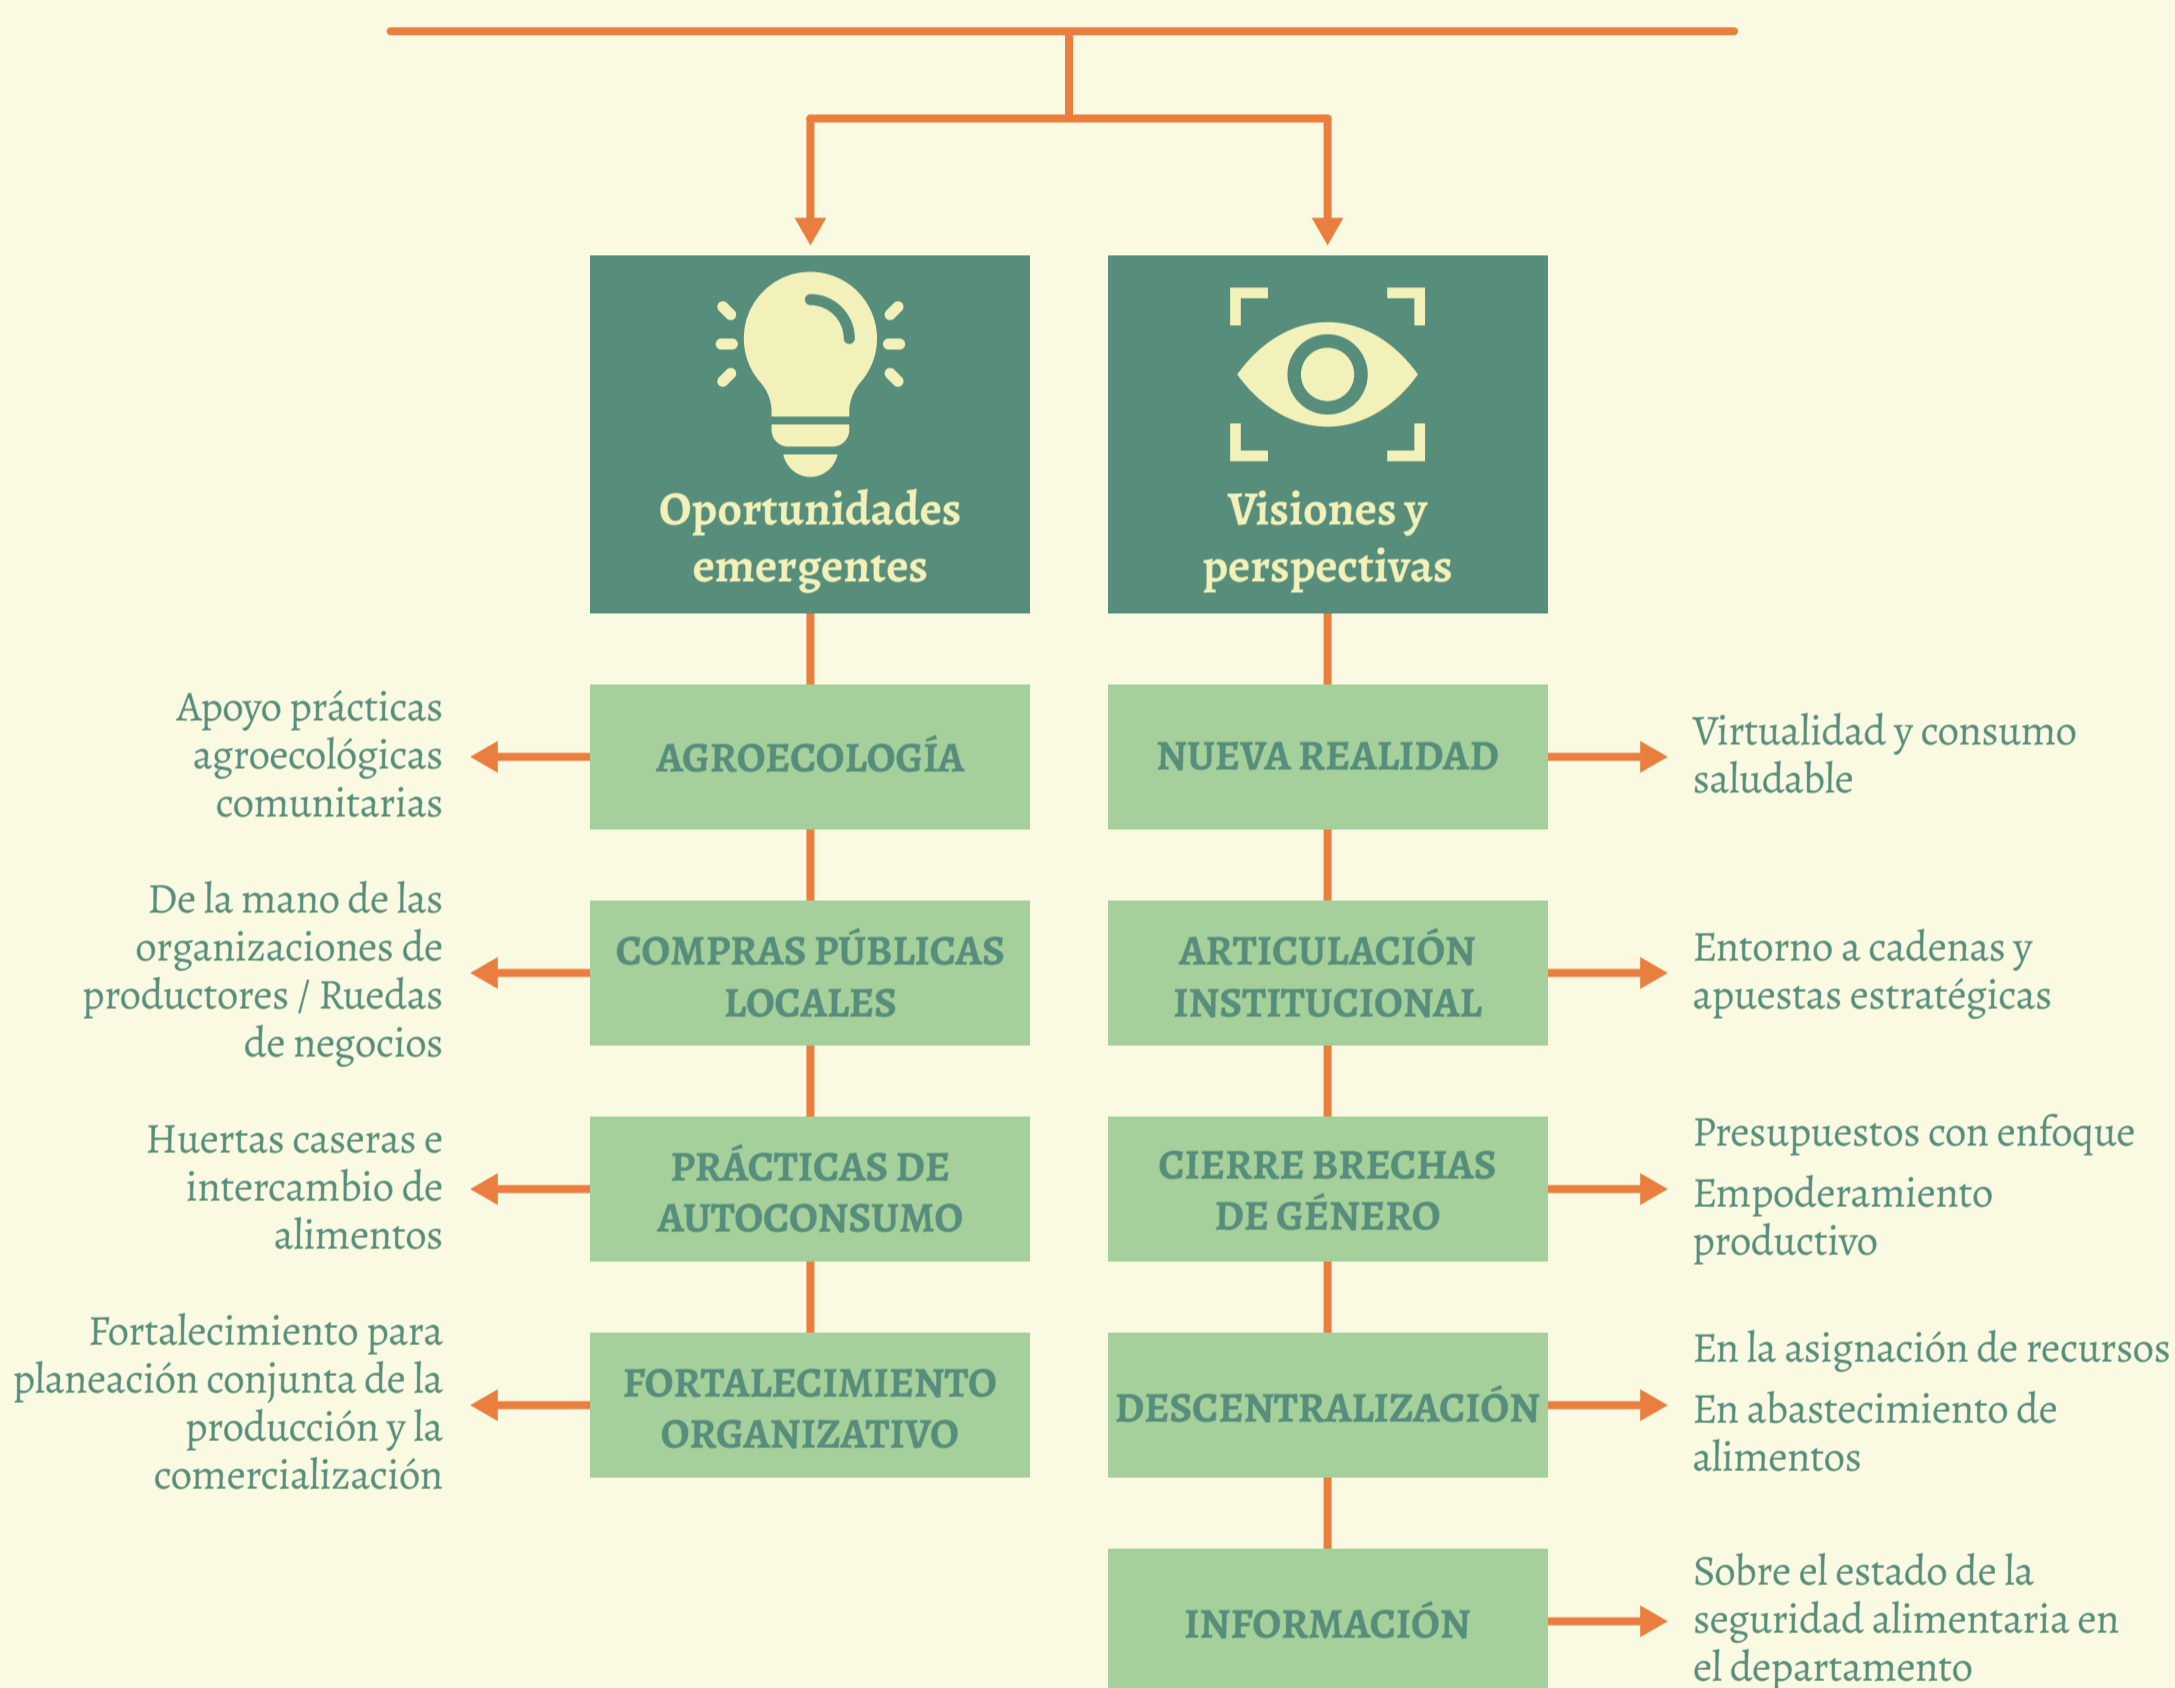 Oportunidades
emergentes
AGROECOLOGÍA
Apoyo prácticas
agroecológicas
comunitarias
COMPRAS PÚBLICAS
LOCALES
De la mano de las
organizaciones de
productores / Ruedas
de negocios
PRÁCTICAS DE
AUTOCONSUMO
Huertas caseras e
intercambio de
alimentos
FORTALECIMIENTO
ORGANIZATIVO
Fortalecimiento para
planeación conjunta de la
producción y la
comercialización
Visiones y
perspectivas
NUEVA REALIDAD
Virtualidad y consumo
saludable
ARTICULACIÓN
INSTITUCIONAL
Entorno a cadenas y
apuestas estratégicas
CIERRE BRECHAS
DE GÉNERO
Presupuestos con enfoque
Empoderamiento
productivo
DESCENTRALIZACIÓN
En la asignación de recursos
En abastecimiento de
alimentos
INFORMACIÓN
Sobre el estado de la
seguridad alimentaria en
el departamento